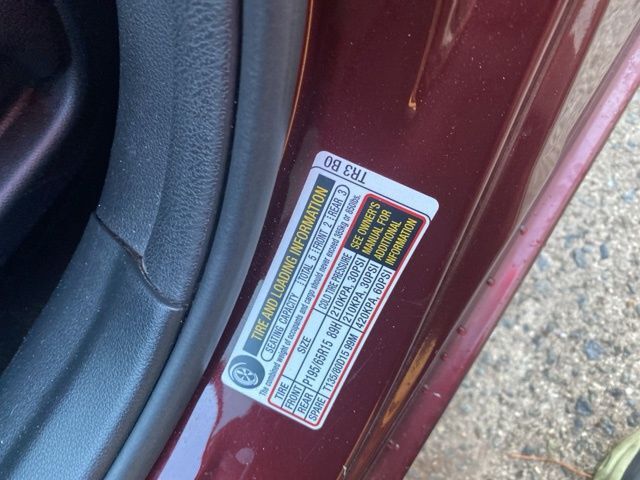 TR3 B0
TIRE AND LOADING INFORMATION
SEATING CAPACITY TOTAL 5 FRONT 2 REAR 3
The combined weight of occupants and cargo should never exceed 385kg or 850lbs.
TIRE SIZE COLD TIRE PRESSURE
FRONT P195/65R15 89H 210KPA, 30PSI
REAR 210KPA, 30PSI
SPARE T135/80D15 99M 420KPA, 60PSI
SEE OWNER'S
MANUAL FOR
ADDITIONAL
INFORMATION